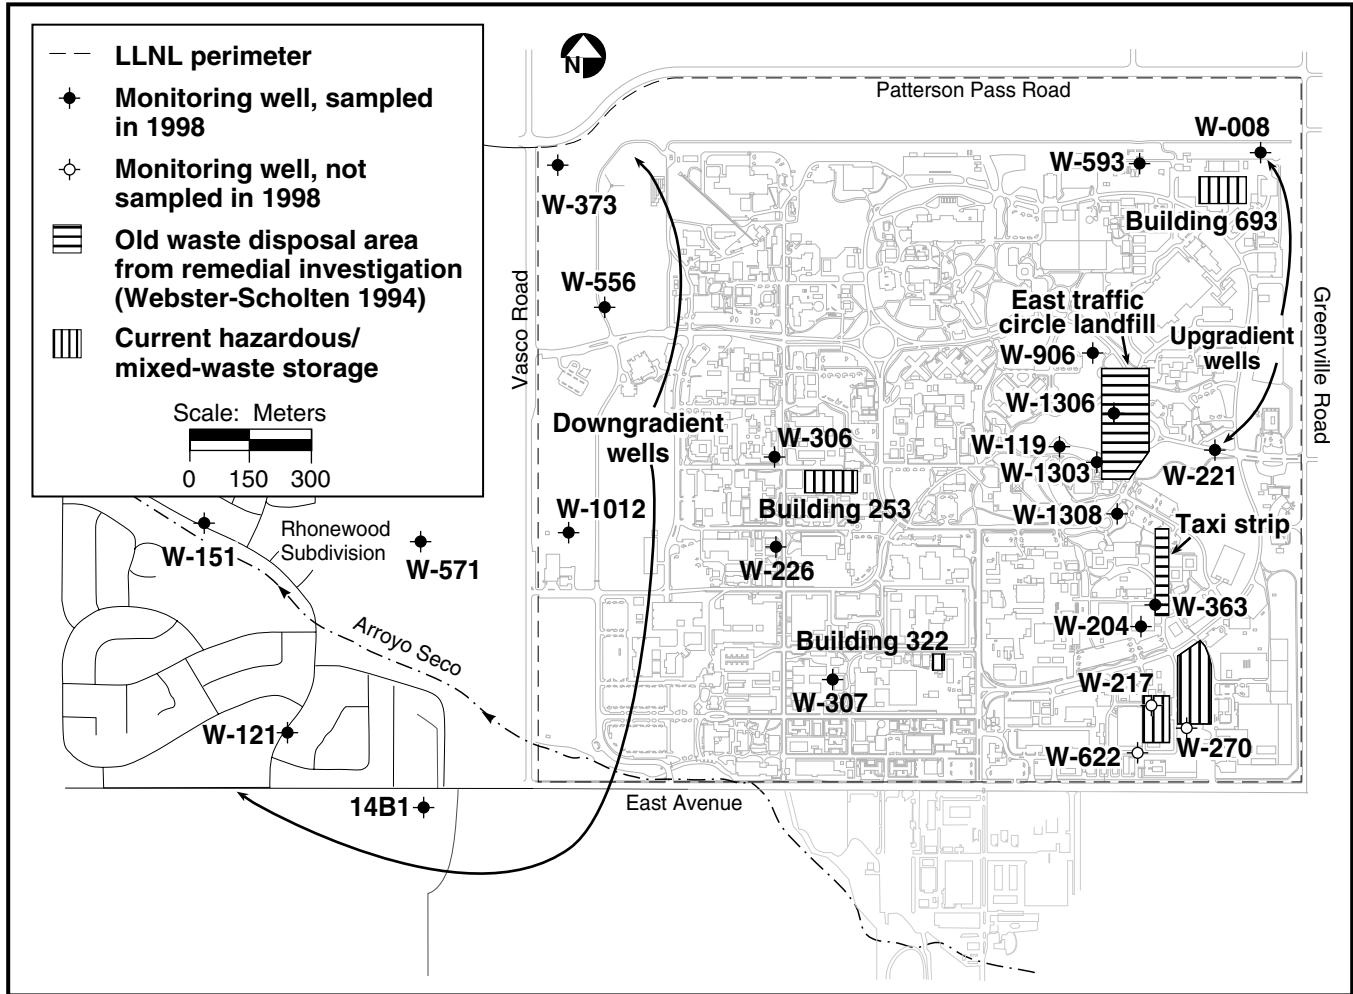 LLNL perimeter
Monitoring well, sampled
in 1998
Monitoring well, not
sampled in 1998
Old waste disposal area
from remedial investigation
(Webster-Scholten 1994)
Current hazardous/
mixed-waste storage
Scale: Meters
0 150 300
N
Patterson Pass Road
W-008
W-593
W-373
Building 693
Vasco Road
W-556
East traffic
circle landfill
Greenville Road
Upgradient
wells
W-906
W-1306
Downgradient
wells
W-306
W-119
W-1303
W-221
Building 253
W-1012
W-1308
Taxi strip
Rhonewood
Subdivision
W-151
W-571
W-226
W-363
W-204
Arroyo Seco
Building 322
W-217
W-307
W-121
W-270
W-622
14B1
East Avenue